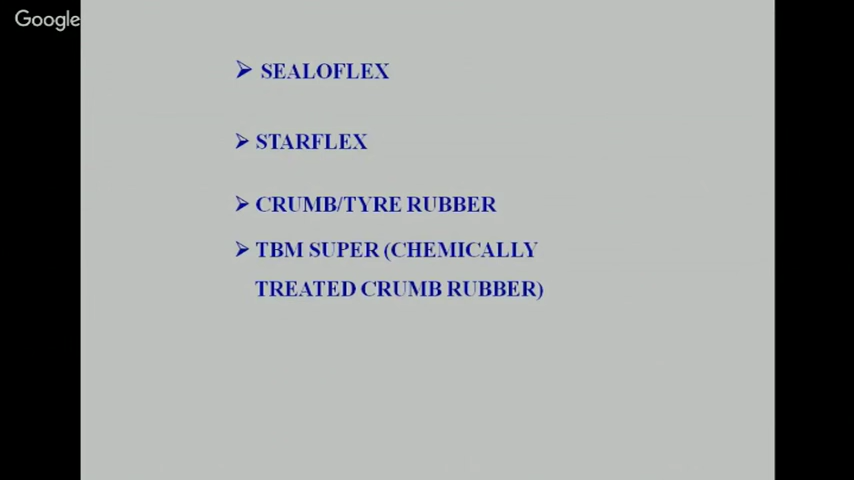 Google
SEALOFLEX
STARFLEX
CRUMB/TYRE RUBBER
TBM SUPER (CHEMICALLY
TREATED CRUMB RUBBER)